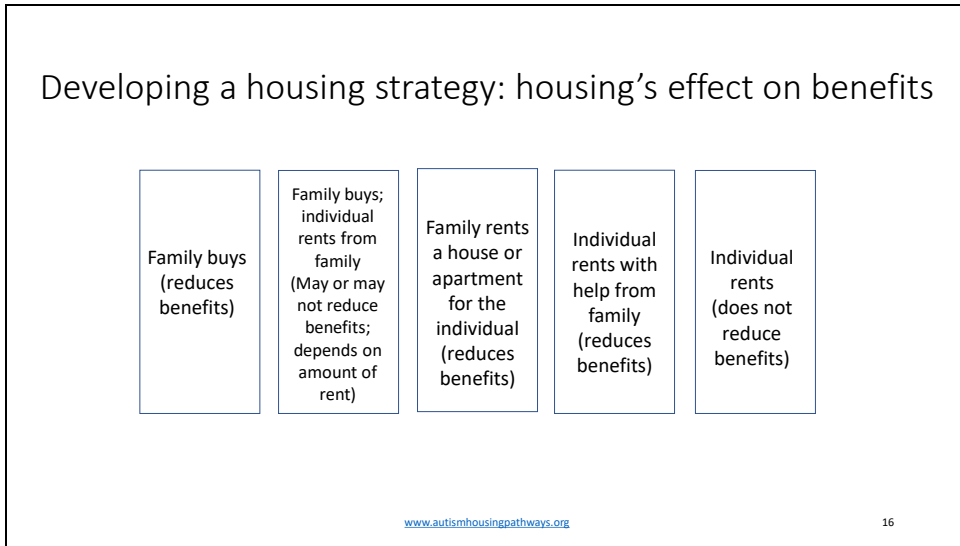 Developing a housing strategy: housing’s effect on benefits
Family buys
(reduces
benefits)
Family buys;
individual
rents from
family
(May or may
not reduce
benefits;
depends on
amount of
rent)
Family rents
a house or
apartment
for the
individual
(reduces
benefits)
Individual
rents with
help from
family
(reduces
benefits)
Individual
rents
(does not
reduce
benefits)
www.autismhousingpathways.org
16